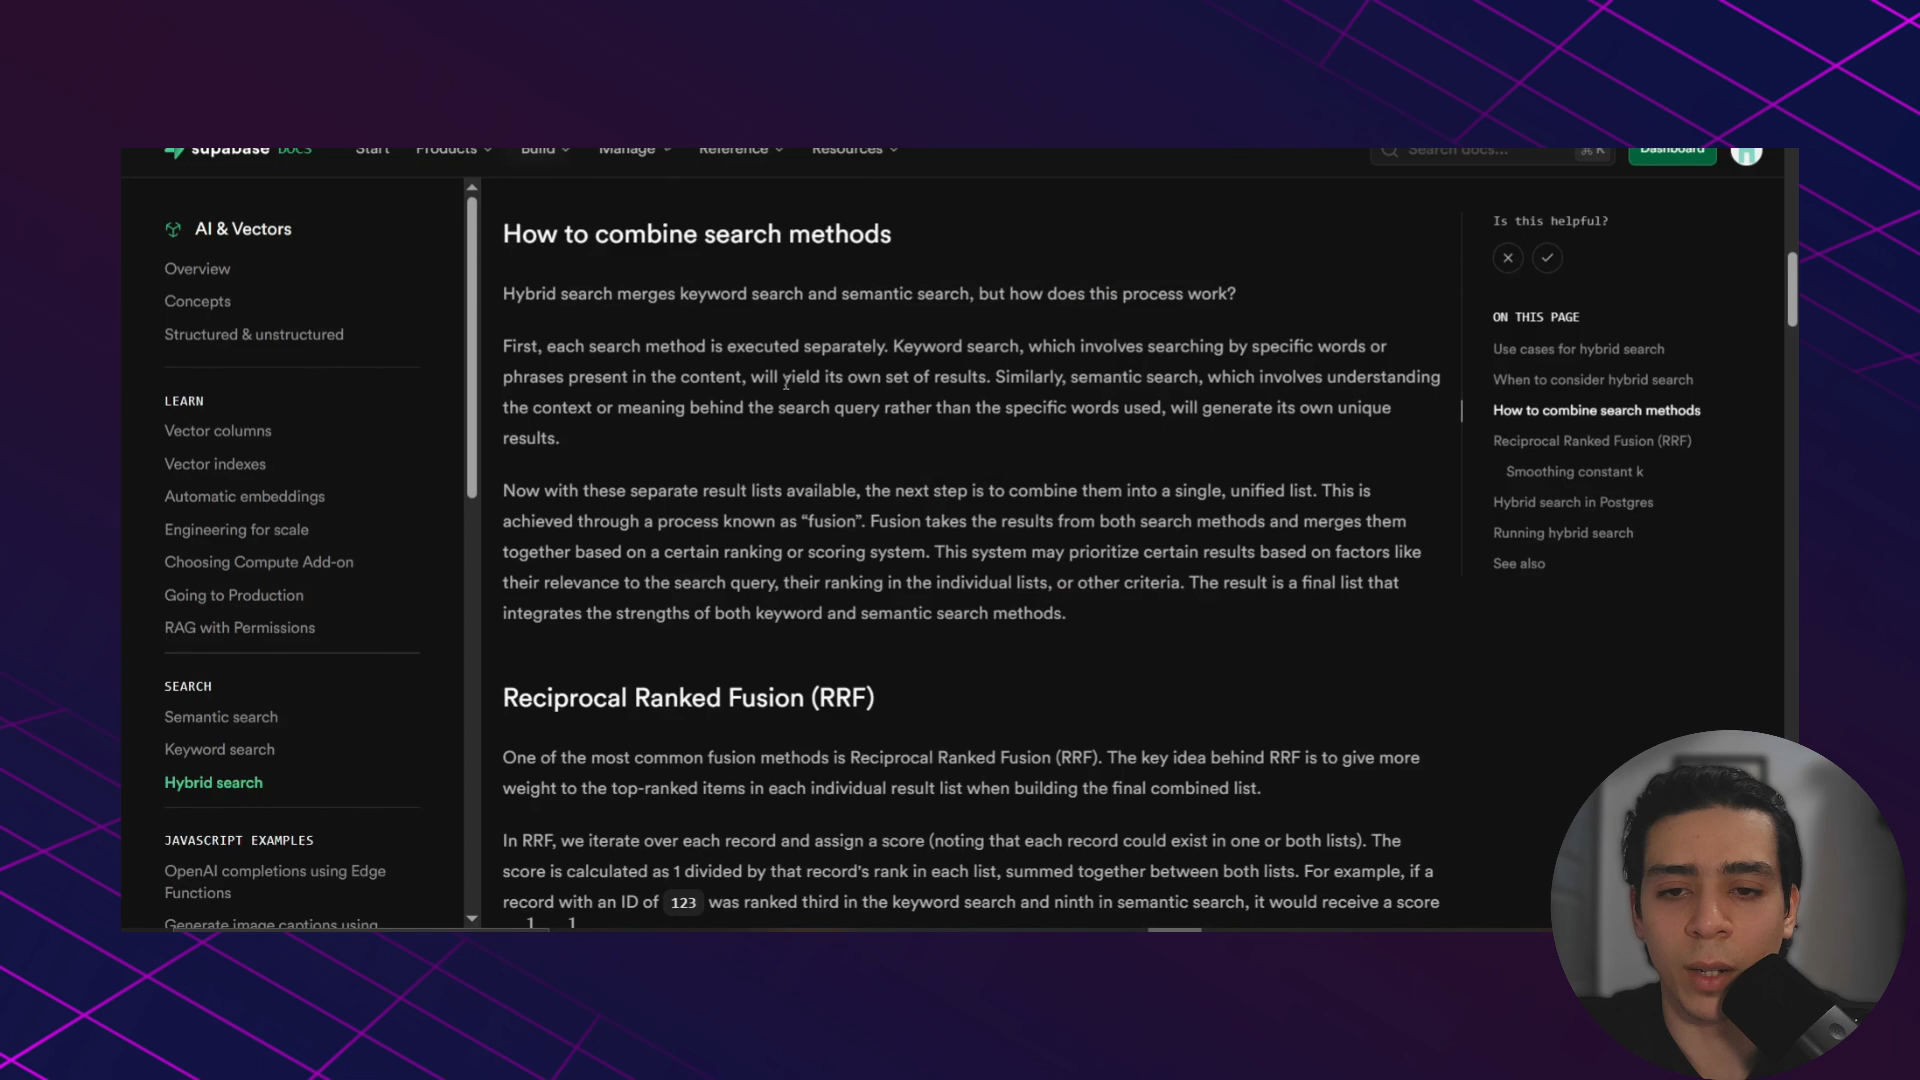 supabase DOCS Start Products Build Manage Reference Resources Search docs... ⌘ K Dashboard
AI & Vectors
Overview
Concepts
Structured & unstructured
LEARN
Vector columns
Vector indexes
Automatic embeddings
Engineering for scale
Choosing Compute Add-on
Going to Production
RAG with Permissions
SEARCH
Semantic search
Keyword search
Hybrid search
JAVASCRIPT EXAMPLES
OpenAI completions using Edge
Functions
Generate image captions using
How to combine search methods
Hybrid search merges keyword search and semantic search, but how does this process work?
First, each search method is executed separately. Keyword search, which involves searching by specific words or
phrases present in the content, will yield its own set of results. Similarly, semantic search, which involves understanding
the context or meaning behind the search query rather than the specific words used, will generate its own unique
results.
Now with these separate result lists available, the next step is to combine them into a single, unified list. This is
achieved through a process known as “fusion”. Fusion takes the results from both search methods and merges them
together based on a certain ranking or scoring system. This system may prioritize certain results based on factors like
their relevance to the search query, their ranking in the individual lists, or other criteria. The result is a final list that
integrates the strengths of both keyword and semantic search methods.
Reciprocal Ranked Fusion (RRF)
One of the most common fusion methods is Reciprocal Ranked Fusion (RRF). The key idea behind RRF is to give more
weight to the top-ranked items in each individual result list when building the final combined list.
In RRF, we iterate over each record and assign a score (noting that each record could exist in one or both lists). The
score is calculated as 1 divided by that record's rank in each list, summed together between both lists. For example, if a
record with an ID of 123 was ranked third in the keyword search and ninth in semantic search, it would receive a score
1 1
Is this helpful?
ON THIS PAGE
Use cases for hybrid search
When to consider hybrid search
How to combine search methods
Reciprocal Ranked Fusion (RRF)
Smoothing constant k
Hybrid search in Postgres
Running hybrid search
See also